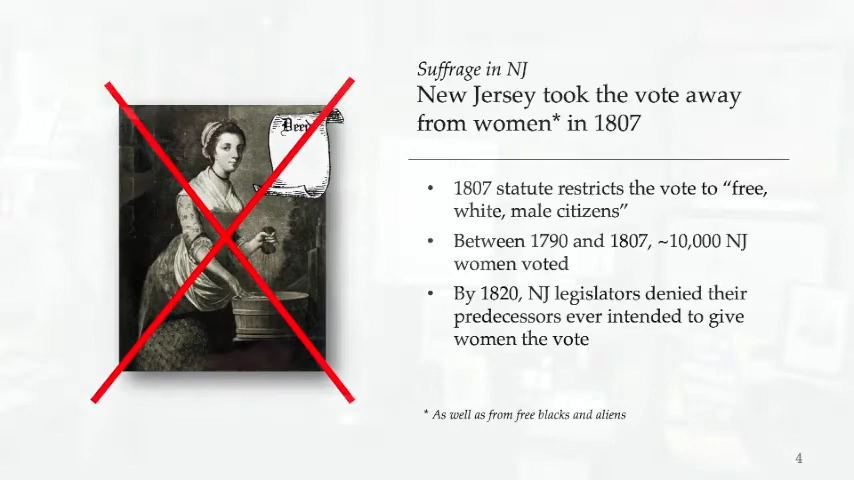 Deed
Suffrage in NJ
New Jersey took the vote away
from women* in 1807
• 1807 statute restricts the vote to “free,
white, male citizens”
• Between 1790 and 1807, ~10,000 NJ
women voted
• By 1820, NJ legislators denied their
predecessors ever intended to give
women the vote
* As well as from free blacks and aliens
4